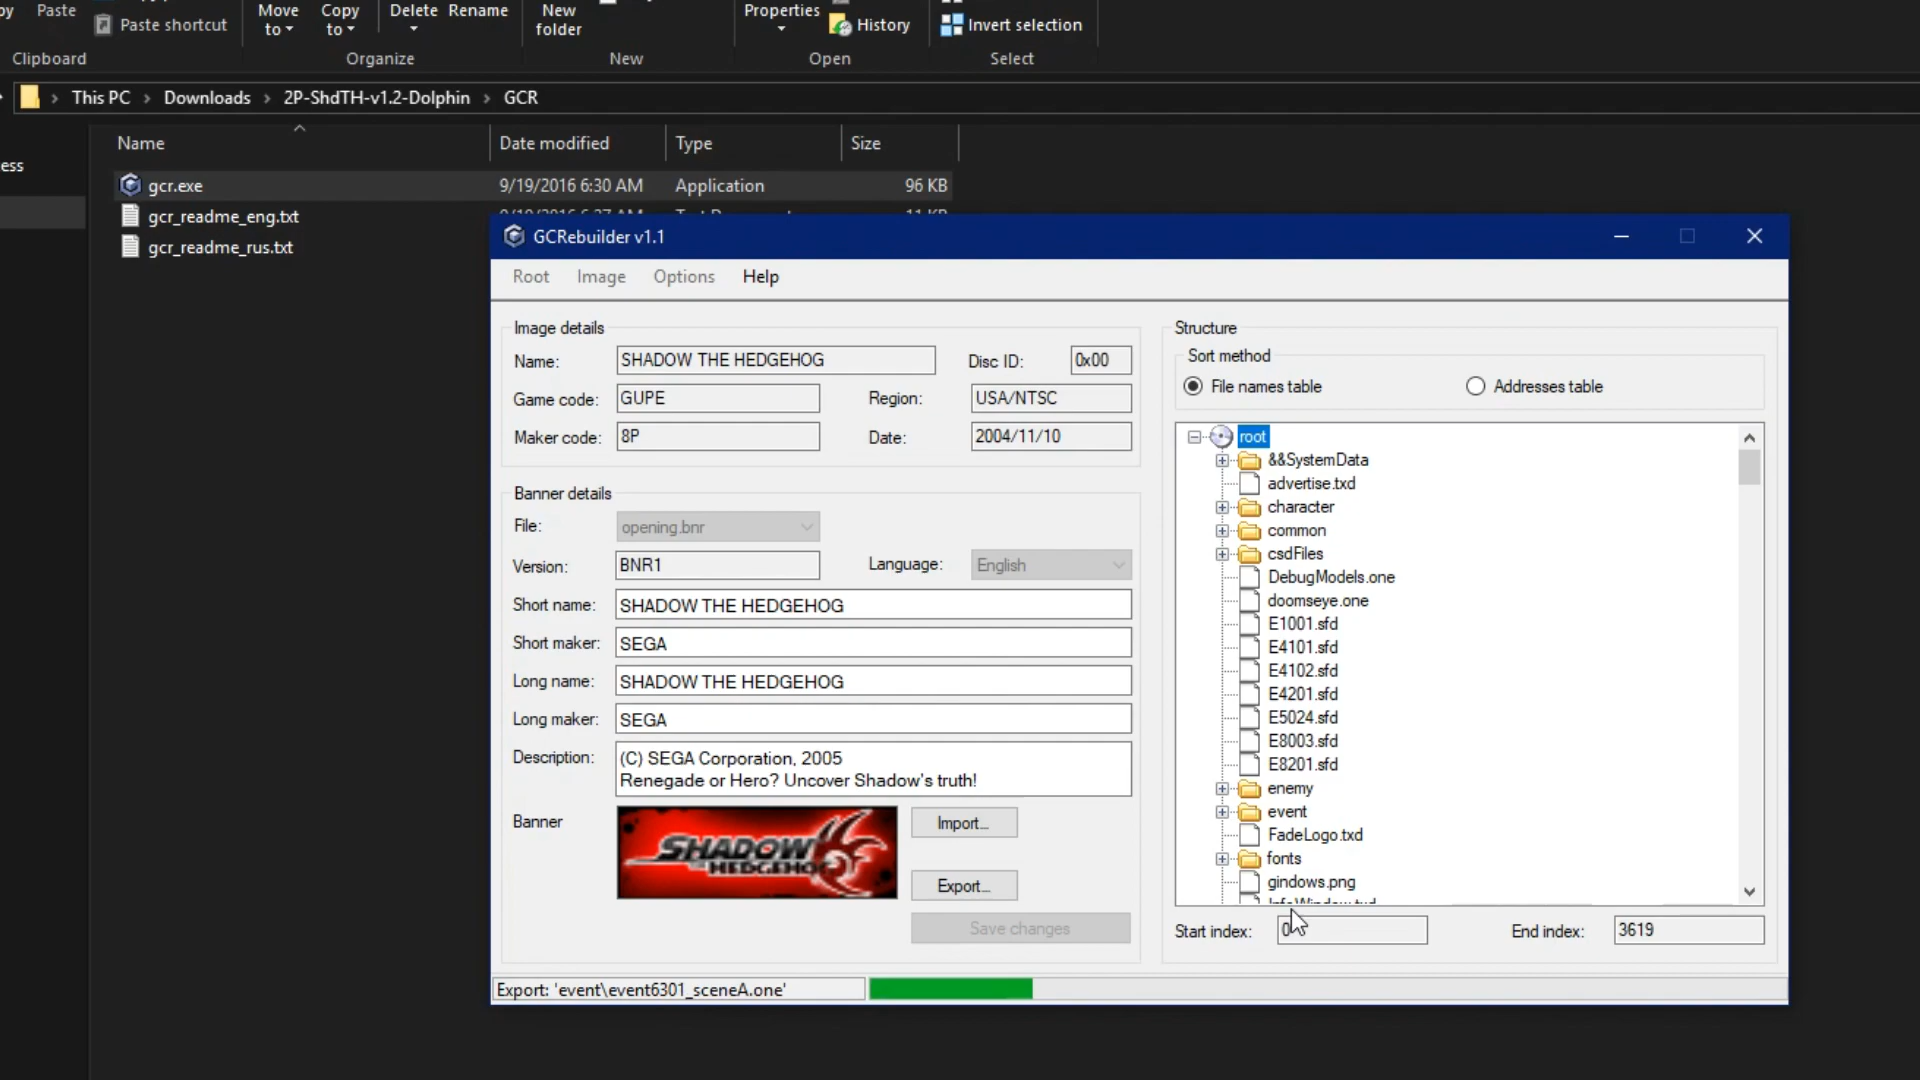 Paste
Paste shortcut
Move to
Copy to
Delete
Rename
New folder
Properties
History
Invert selection
Clipboard
Organize
New
Open
Select
This PC
Downloads
2P-ShdTH-v1.2-Dolphin
GCR
Name
Date modified
Type
Size
ess
gcr.exe
9/19/2016 6:30 AM
Application
96 KB
gcr_readme_eng.txt
gcr_readme_rus.txt
GCRebuilder v1.1
Root
Image
Options
Help
Image details
Name:
SHADOW THE HEDGEHOG
Disc ID:
0x00
Game code:
GUPE
Region:
USA/NTSC
Maker code:
8P
Date:
2004/11/10
Banner details
File:
opening.bnr
Version:
BNR1
Language:
English
Short name:
SHADOW THE HEDGEHOG
Short maker:
SEGA
Long name:
SHADOW THE HEDGEHOG
Long maker:
SEGA
Description:
(C) SEGA Corporation, 2005
Renegade or Hero? Uncover Shadow's truth!
Banner
SHADOW
THE HEDGEHOG
Import...
Export...
Save changes
Structure
Sort method
File names table
Addresses table
root
&&SystemData
advertise.txd
character
common
csdFiles
DebugModels.one
doomseye.one
E1001.sfd
E4101.sfd
E4102.sfd
E4201.sfd
E5024.sfd
E8003.sfd
E8201.sfd
enemy
event
FadeLogo.txd
fonts
gindows.png
Start index:
0
End index:
3619
Export: 'event\event6301_sceneA.one'